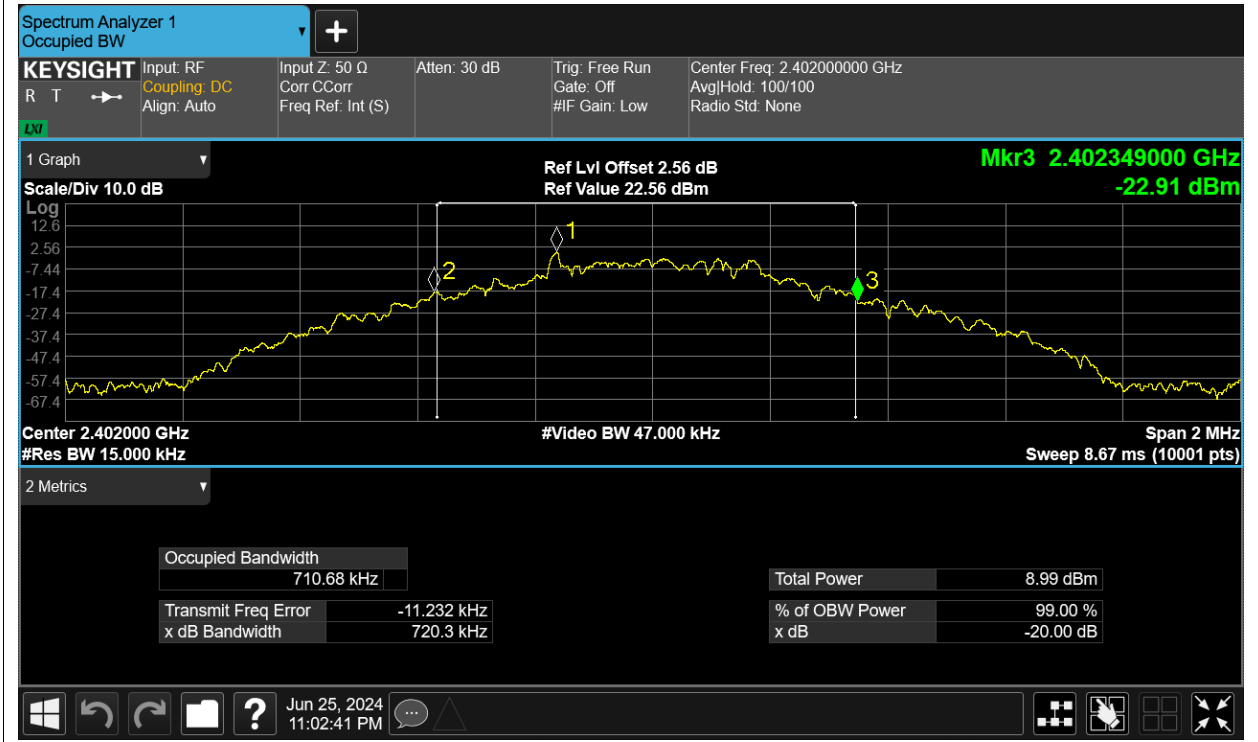 Spectrum Analyzer 1
Occupied BW
KEYSIGHT Input: RF Input Z: 50 Ω Atten: 30 dB Trig: Free Run Center Freq: 2.402000000 GHz
R T Coupling: DC Corr CCorr Gate: Off Avg|Hold: 100/100
Align: Auto Freq Ref: Int (S) #IF Gain: Low Radio Std: None
LXI
1 Graph Ref Lvl Offset 2.56 dB Mkr3 2.402349000 GHz
Scale/Div 10.0 dB Ref Value 22.56 dBm -22.91 dBm
Log
12.6
2.56
-7.44
-17.4
-27.4
-37.4
-47.4
-57.4
-67.4
1
2
3
Center 2.402000 GHz #Video BW 47.000 kHz Span 2 MHz
#Res BW 15.000 kHz Sweep 8.67 ms (10001 pts)
2 Metrics
Occupied Bandwidth
710.68 kHz Total Power 8.99 dBm
Transmit Freq Error -11.232 kHz % of OBW Power 99.00 %
x dB Bandwidth 720.3 kHz x dB -20.00 dB
? Jun 25, 2024
11:02:41 PM